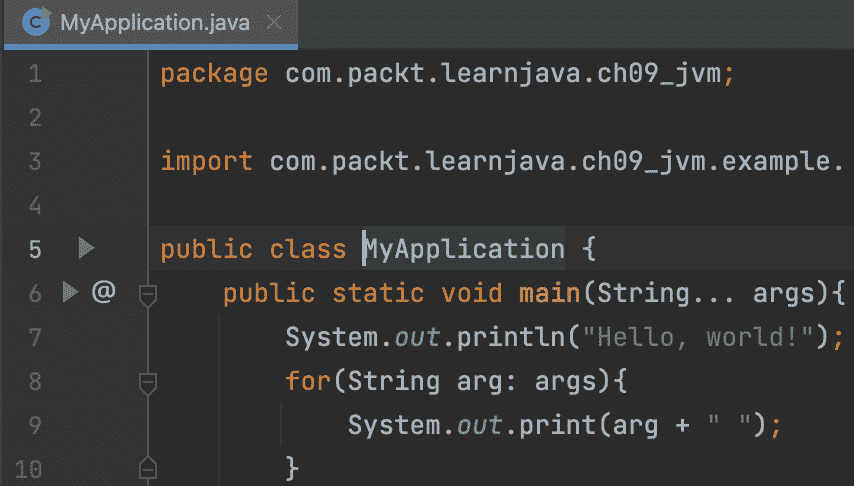 MyApplication.java
1 package com.packt.learnjava.ch09_jvm;
2
3 import com.packt.learnjava.ch09_jvm.example.
4
5 public class MyApplication {
6 @ public static void main(String... args){
7 System.out.println("Hello, world!");
8 for(String arg: args){
9 System.out.print(arg + " ");
10 }